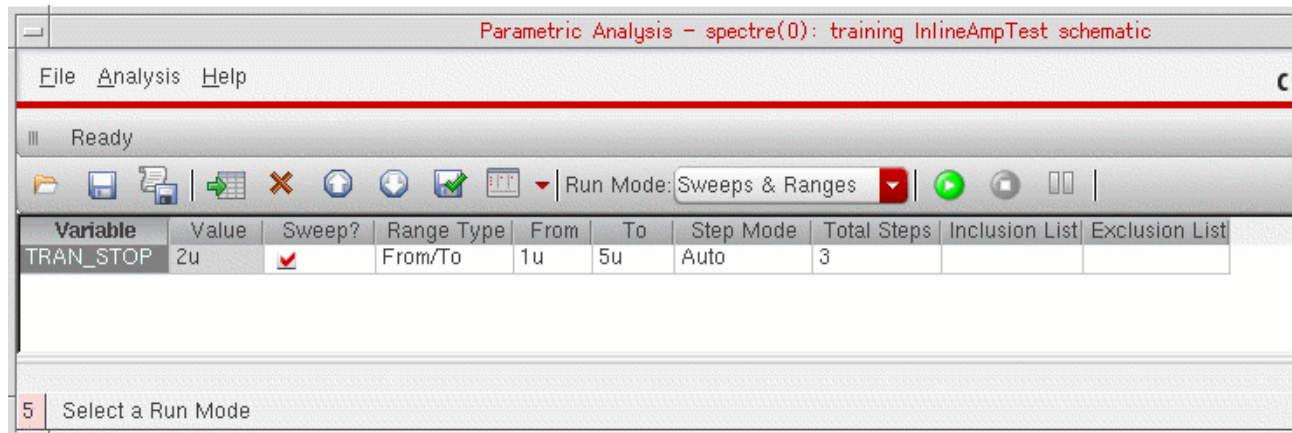 Parametric Analysis - spectre(0): training InlineAmpTest schematic
File Analysis Help
Ready
Run Mode: Sweeps & Ranges
Variable Value Sweep? Range Type From To Step Mode Total Steps Inclusion List Exclusion List
TRAN_STOP 2u From/To 1u 5u Auto 3
5 Select a Run Mode